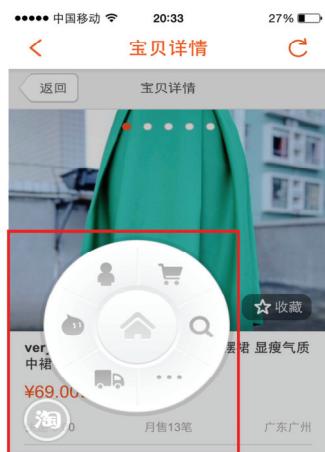 中国移动 20:33 27%
宝贝详情
返回 宝贝详情
收藏
ver 摆裙 显瘦气质
中裙
¥69.00
淘 0 月售13笔 广东广州